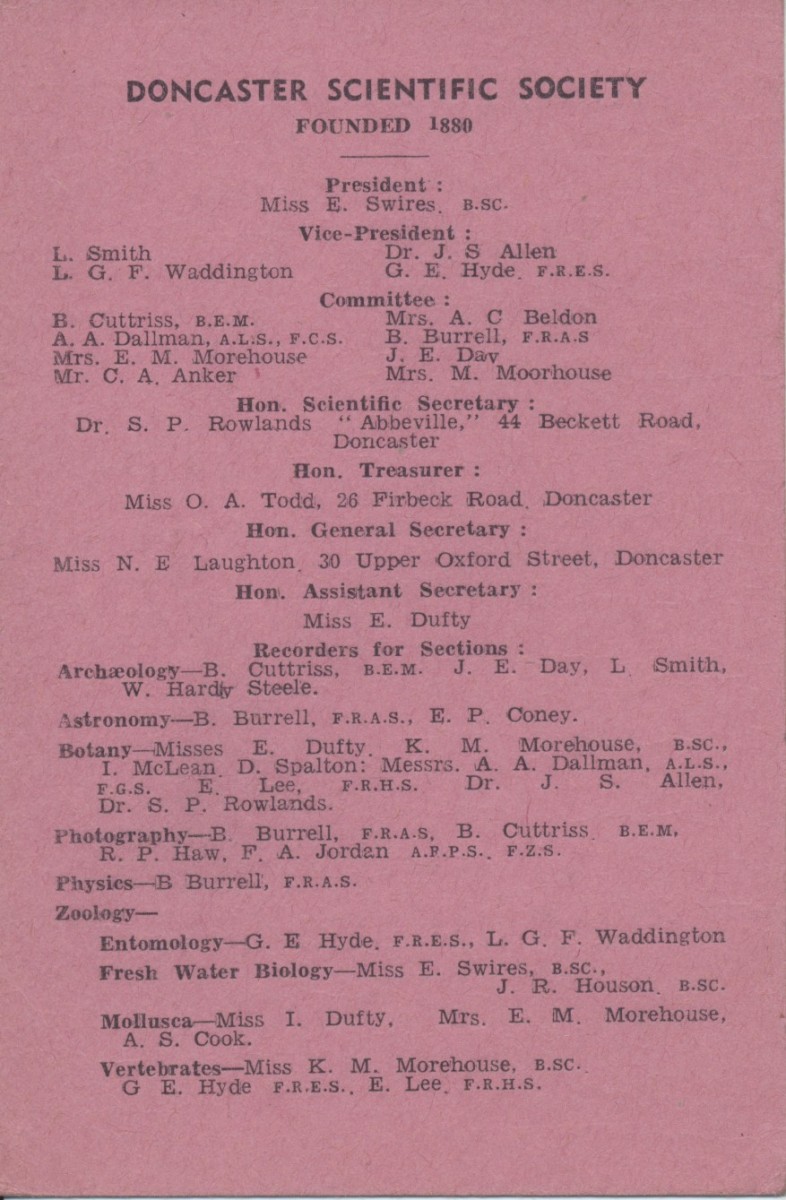 DONCASTER SCIENTIFIC SOCIETY
FOUNDED 1880
President :
Miss E. Swires. B.SC.
Vice-President :
L. Smith
Dr. J. S Allen
L. G. F. Waddington
G. E. Hyde. F.R.E.S.
Committee :
B. Cuttriss, B.E.M.
Mrs. A. C Beldon
A. A. Dallman, A.L.S., F.C.S.
B. Burrell, F.R.A.S
Mrs. E. M. Morehouse
J. E. Day
Mr. C. A. Anker
Mrs. M. Moorhouse
Hon. Scientific Secretary :
Dr. S. P. Rowlands "Abbeville," 44 Beckett Road,
Doncaster
Hon. Treasurer :
Miss O. A. Todd, 26 Firbeck Road. Doncaster
Hon. General Secretary :
Miss N. E Laughton. 30 Upper Oxford Street, Doncaster
Hon. Assistant Secretary :
Miss E. Dufty
Recorders for Sections :
Archæology—B. Cuttriss, B.E.M. J. E. Day, L. Smith,
W. Hardy Steele.
Astronomy—B. Burrell, F.R.A.S., E. P. Coney.
Botany—Misses E. Dufty. K. M. Morehouse, B.SC.,
I. McLean. D. Spalton: Messrs. A. A. Dallman, A.L.S.,
F.G.S. E. Lee, F.R.H.S. Dr. J. S. Allen,
Dr. S. P. Rowlands.
Photography—B. Burrell, F.R.A.S, B. Cuttriss. B.E.M.
R. P. Haw, F. A. Jordan A.F.P.S.. F.Z.S.
Physics—B Burrell, F.R.A.S.
Zoology—
Entomology—G. E Hyde. F.R.E.S., L. G. F. Waddington
Fresh Water Biology—Miss E. Swires, B.SC.,
J. R. Houson. B.SC.
Mollusca—Miss I. Dufty. Mrs. E. M. Morehouse,
A. S. Cook.
Vertebrates—Miss K. M. Morehouse, B.SC..
G E. Hyde F.R.E.S.. E. Lee. F.R.H.S.